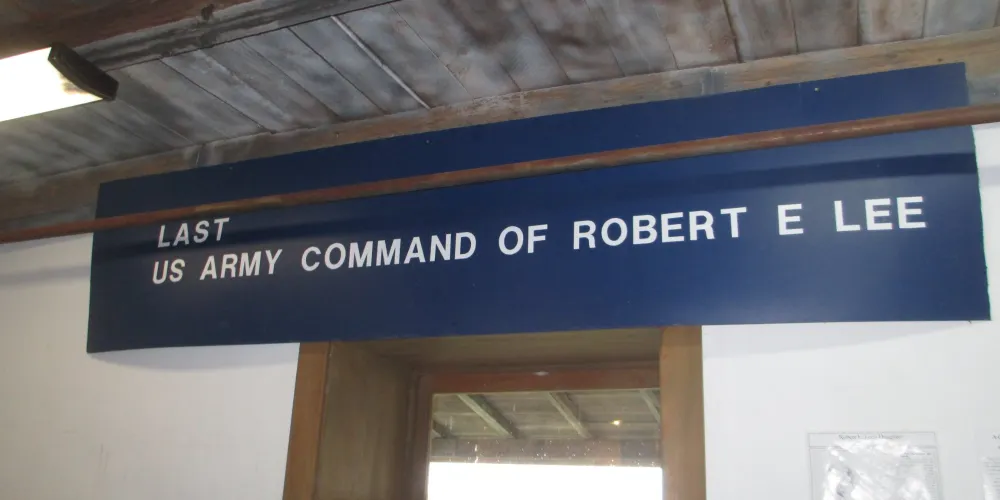 LAST
US ARMY COMMAND OF ROBERT E LEE